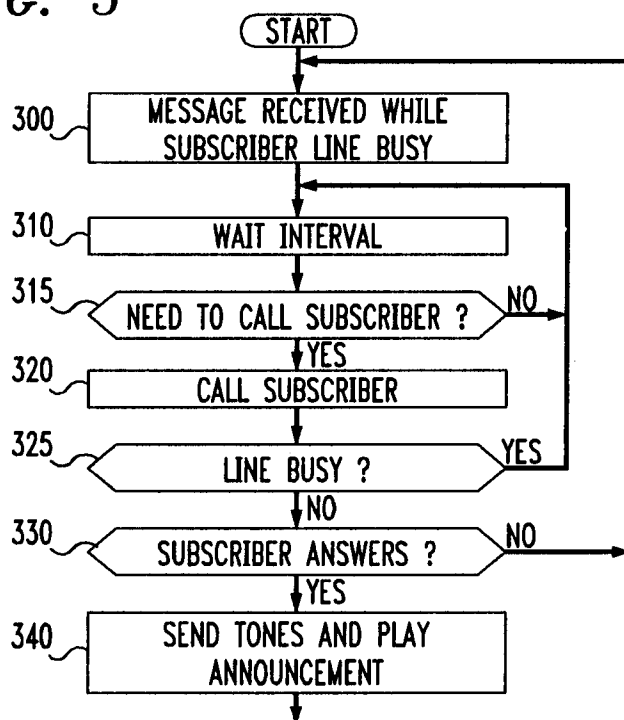 START
300
MESSAGE RECEIVED WHILE
SUBSCRIBER LINE BUSY
310
WAIT INTERVAL
315
NEED TO CALL SUBSCRIBER ?
NO
YES
320
CALL SUBSCRIBER
325
LINE BUSY ?
YES
NO
330
SUBSCRIBER ANSWERS ?
NO
YES
340
SEND TONES AND PLAY
ANNOUNCEMENT